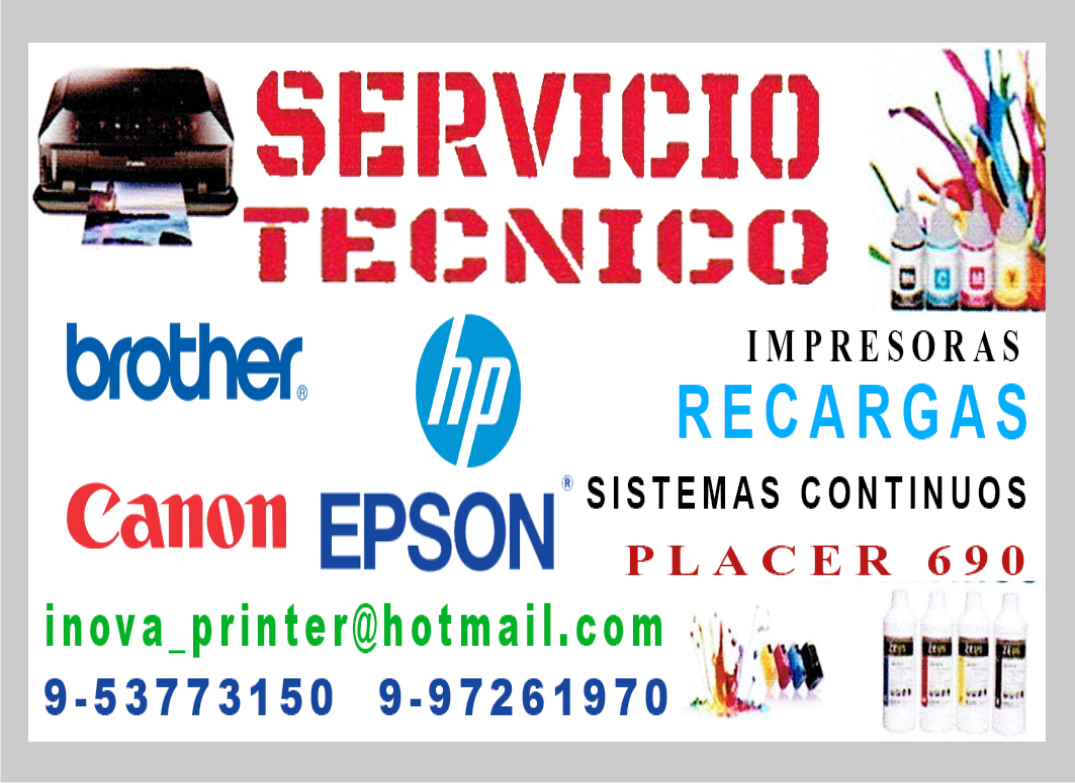 SERVICIO
TECNICO
brother®
hp
IMPRESORAS
RECARGAS
Canon
EPSON®
SISTEMAS CONTINUOS
PLACER 690
inova_printer@hotmail.com
9-53773150 9-97261970
BK C M Y